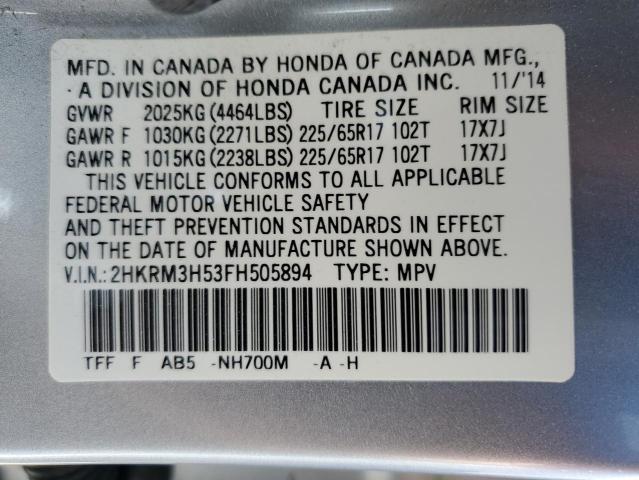 MFD. IN CANADA BY HONDA OF CANADA MFG.,
A DIVISION OF HONDA CANADA INC. 11/'14
GVWR 2025KG(4464LBS) TIRE SIZE RIM SIZE
GAWR F 1030KG(2271LBS) 225/65R17 102T 17X7J
GAWR R 1015KG(2238LBS) 225/65R17 102T 17X7J
THIS VEHICLE CONFORMS TO ALL APPLICABLE
FEDERAL MOTOR VEHICLE SAFETY
AND THEFT PREVENTION STANDARDS IN EFFECT
ON THE DATE OF MANUFACTURE SHOWN ABOVE.
V.I.N.:2HKRM3H53FH505894 TYPE: MPV
TFF F AB5 -NH700M -A -H